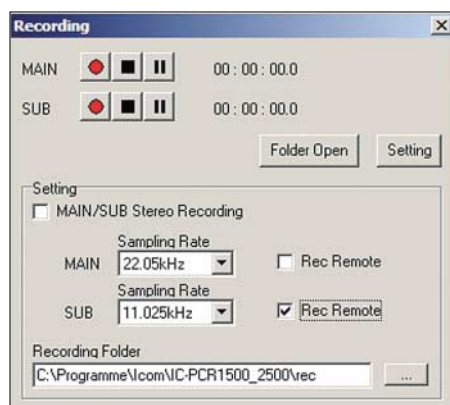 Recording
MAIN 00 : 00 : 00.0
SUB 00 : 00 : 00.0
Folder Open Setting
Setting
MAIN/SUB Stereo Recording
Sampling Rate
MAIN 22.05kHz Rec Remote
Sampling Rate
SUB 11.025kHz Rec Remote
Recording Folder
C:\Programme\Icom\IC-PCR1500_2500\rec ...